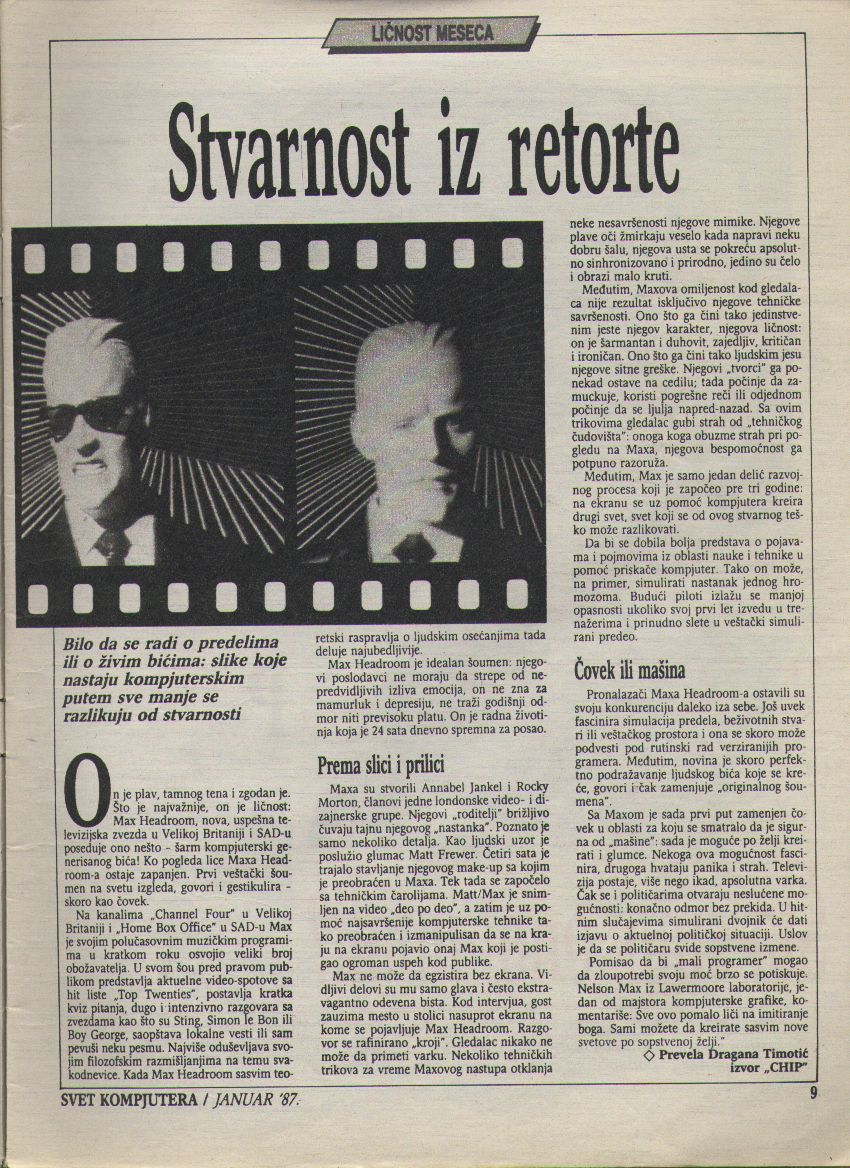 LIČNOST MESECA
Stvarnost iz retorte
Bilo da se radi o predelima
ili o živim bićima: slike koje
nastaju kompjuterskim
putem sve manje se
razlikuju od stvarnosti
On je plav, tamnog tena i zgodan je.
Što je najvažnije, on je ličnost:
Max Headroom, nova, uspešna te-
levizijska zvezda u Velikoj Britaniji i SAD-u
poseduje ono nešto – šarm kompjuterski ge-
nerisanog bića! Ko pogleda lice Maxa Head-
room-a ostaje zapanjen. Prvi veštački šou-
men na svetu izgleda, govori i gestikulira –
skoro kao čovek.
Na kanalima „Channel Four" u Velikoj
Britaniji i „Home Box Office" u SAD-u Max
je svojim polučasovnim muzičkim programi-
ma u kratkom roku osvojio veliki broj
obožavatelja. U svom šou pred pravom pub-
likom predstavlja aktuelne video-spotove sa
hit liste „Top Twenties", postavlja kratka
kviz pitanja, dugo i intenzivno razgovara sa
zvezdama kao što su Sting, Simon le Bon ili
Boy George, saopštava lokalne vesti ili sam
pevuši neku pesmu. Najviše oduševljava svo-
jim filozofskim razmišljanjima na temu sva-
kodnevice. Kada Max Headroom sasvim teo-
retski raspravlja o ljudskim osećanjima tada
deluje najubedljivije.
Max Headroom je idealan šoumen: njego-
vi poslodavci ne moraju da strepe od ne-
predvidljivih izliva emocija, on ne zna za
mamurluk i depresiju, ne traži godišnji od-
mor niti previsoku platu. On je radna životi-
nja koja je 24 sata dnevno spremna za posao.
Prema slici i prilici
Maxa su stvorili Annabel Jankel i Rocky
Morton, članovi jedne londonske video- i di-
zajnerske grupe. Njegovi „roditelji" brižljivo
čuvaju tajnu njegovog „nastanka". Poznato je
samo nekoliko detalja. Kao ljudski uzor je
poslužio glumac Matt Frewer. Četiri sata je
trajalo stavljanje njegovog make-up sa kojim
je preobraćen u Maxa. Tek tada se započelo
sa tehničkim čarolijama. Matt/Max je snim-
ljen na video „deo po deo", a zatim je uz po-
moć najsavršenije kompjuterske tehnike ta-
ko preobraćen i izmanipulisan da se na kra-
ju na ekranu pojavio onaj Max koji je posti-
gao ogroman uspeh kod publike.
Max ne može da egzistira bez ekrana. Vi-
dljivi delovi su mu samo glava i često ekstra-
vagantno odevena bista. Kod intervjua, gost
zauzima mesto u stolici nasuprot ekranu na
kome se pojavljuje Max Headroom. Razgo-
vor se rafinirano „kroji". Gledalac nikako ne
može da primeti varku. Nekoliko tehničkih
trikova za vreme Maxovog nastupa otklanja
neke nesavršenosti njegove mimike. Njegove
plave oči žmirkaju veselo kada napravi neku
dobru šalu, njegova usta se pokreću apsolut-
no sinhronizovano i prirodno, jedino su čelo
i obrazi malo kruti.
Međutim, Maxova omiljenost kod gledala-
ca nije rezultat isključivo njegove tehničke
savršenosti. Ono što ga čini tako jedinstve-
nim jeste njegov karakter, njegova ličnost:
on je šarmantan i duhovit, zajedljiv, kritičan
i ironičan. Ono što ga čini tako ljudskim jesu
njegove sitne greške. Njegovi „tvorci" ga po-
nekad ostave na cedilu; tada počinje da za-
muckuje, koristi pogrešne reči ili odjednom
počinje da se ljulja napred-nazad. Sa ovim
trikovima gledalac gubi strah od „tehničkog
čudovišta": onoga koga obuzme strah pri po-
gledu na Maxa, njegova bespomoćnost ga
potpuno razoruža.
Međutim, Max je samo jedan delić razvoj-
nog procesa koji je započeo pre tri godine:
na ekranu se uz pomoć kompjutera kreira
drugi svet, svet koji se od ovog stvarnog teš-
ko može razlikovati.
Da bi se dobila bolja predstava o pojava-
ma i pojmovima iz oblasti nauke i tehnike u
pomoć priskače kompjuter. Tako on može,
na primer, simulirati nastanak jednog hro-
mozoma. Budući piloti izlažu se manjoj
opasnosti ukoliko svoj prvi let izvedu u tre-
nažerima i prinudno slete u veštački simuli-
rani predeo.
Čovek ili mašina
Pronalazači Maxa Headroom-a ostavili su
svoju konkurenciju daleko iza sebe. Još uvek
fascinira simulacija predela, beživotnih stva-
ri ili veštačkog prostora i ona se skoro može
podvesti pod rutinski rad verziranijih pro-
gramera. Međutim, novina je skoro perfekt-
no podražavanje ljudskog bića koje se kre-
će, govori i čak zamenjuje „originalnog šou-
mena".
Sa Maxom je sada prvi put zamenjen čo-
vek u oblasti za koju se smatralo da je sigur-
na od „mašine": sada je moguće po želji krei-
rati i glumce. Nekoga ova mogućnost fasci-
nira, drugoga hvataju panika i strah. Televi-
zija postaje, više nego ikad, apsolutna varka.
Čak se i političarima otvaraju neslućene mo-
gućnosti: konačno odmor bez prekida. U hit-
nim slučajevima simulirani dvojnik će dati
izjavu o aktuelnoj političkoj situaciji. Uslov
je da se političaru svide sopstvene izmene.
Pomisao da bi „mali programer" mogao
da zloupotrebi svoju moć brzo se potiskuje.
Nelson Max iz Lawermoore laboratorije, je-
dan od majstora kompjuterske grafike, ko-
mentariše: Sve ovo pomalo liči na imitiranje
boga. Sami možete da kreirate sasvim nove
svetove po sopstvenoj želji."
◇ Prevela Dragana Timotić
izvor „CHIP"
SVET KOMPJUTERA / JANUAR '87.
9